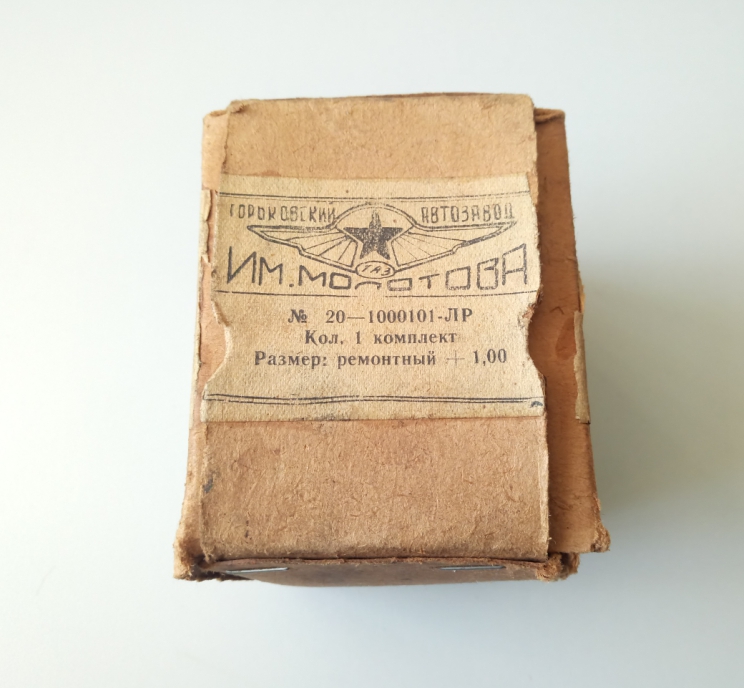 ГОРЬКОВСКИЙ АВТОЗАВОД
ГАЗ
ИМ. МОЛОТОВА
№ 20—1000101-ЛР
Кол. 1 комплект
Размер: ремонтный + 1,00